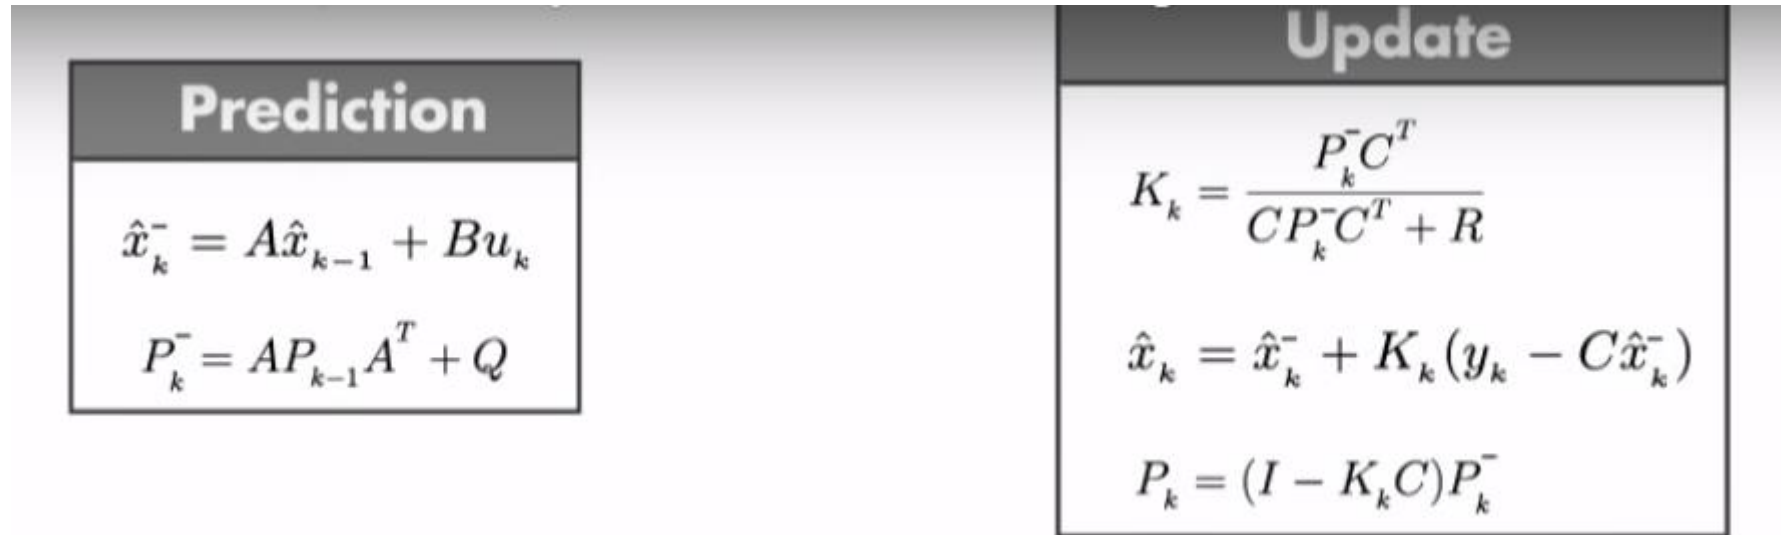 Prediction
x̂ₖ⁻ = Ax̂ₖ₋₁ + Buₖ
Pₖ⁻ = APₖ₋₁Aᵀ + Q
Update
Kₖ = Pₖ⁻Cᵀ / (CPₖ⁻Cᵀ + R)
x̂ₖ = x̂ₖ⁻ + Kₖ(yₖ − Cx̂ₖ⁻)
Pₖ = (I − KₖC)Pₖ⁻